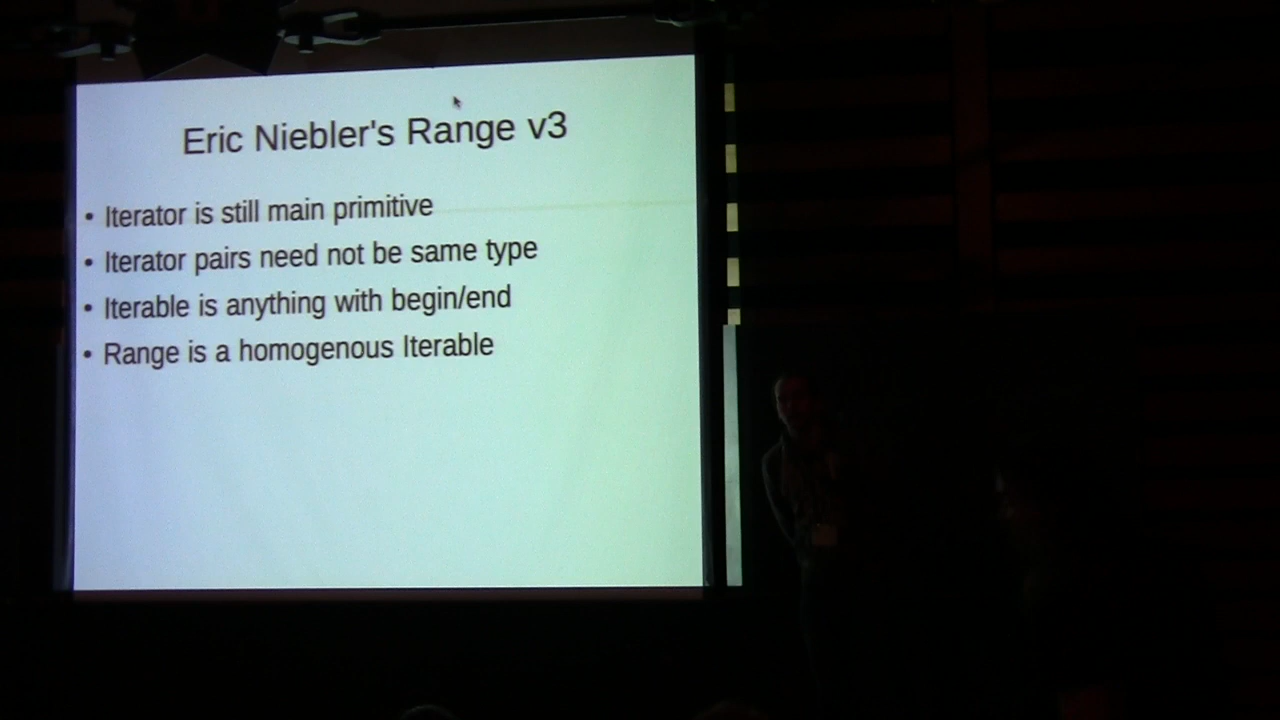 Eric Niebler's Range v3
• Iterator is still main primitive
• Iterator pairs need not be same type
• Iterable is anything with begin/end
• Range is a homogenous Iterable